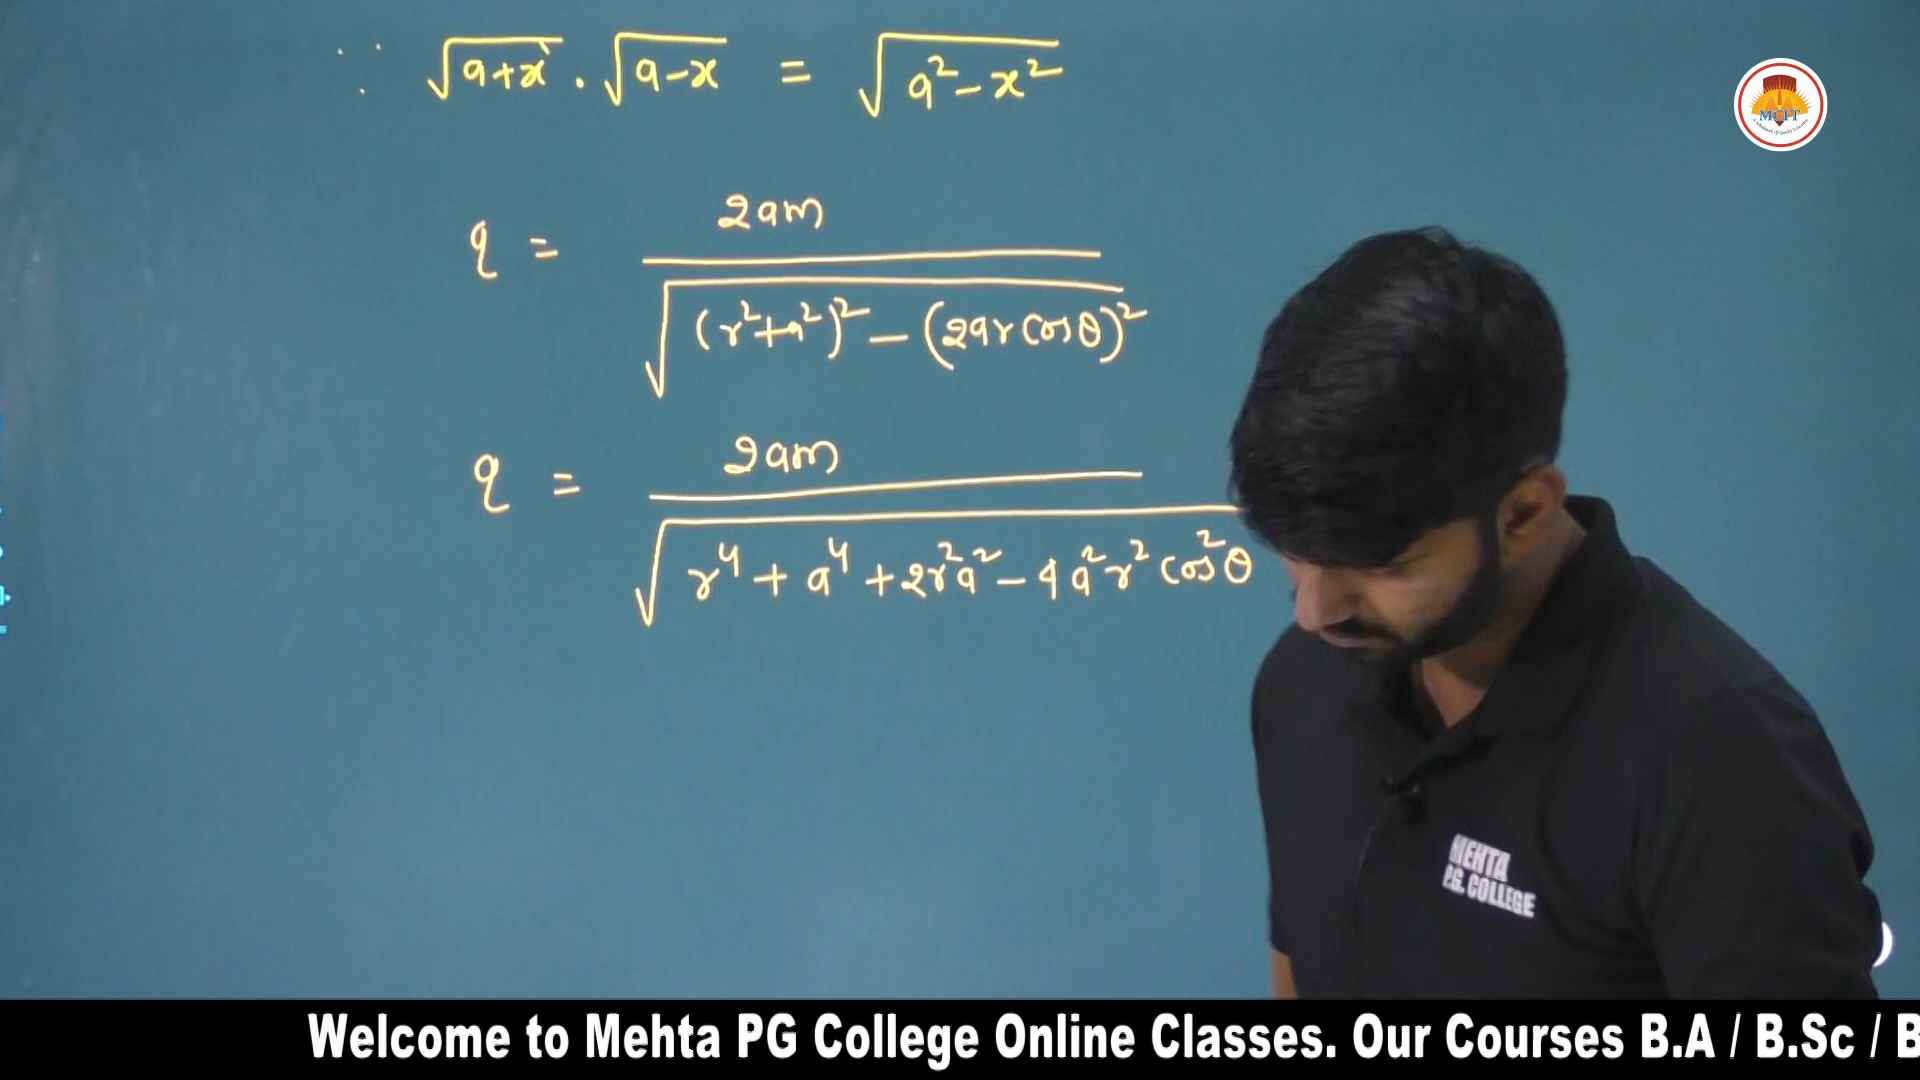 ∵ √(a+x) . √(a-x) = √(a² - x²)
MCPT
q = 2am / √((r²+a²)² - (2ar cosθ)²)
q = 2am / √(r⁴ + a⁴ + 2r²a² - 4a²r² cos²θ)
MEHTA
P.G. COLLEGE
Welcome to Mehta PG College Online Classes. Our Courses B.A / B.Sc / B